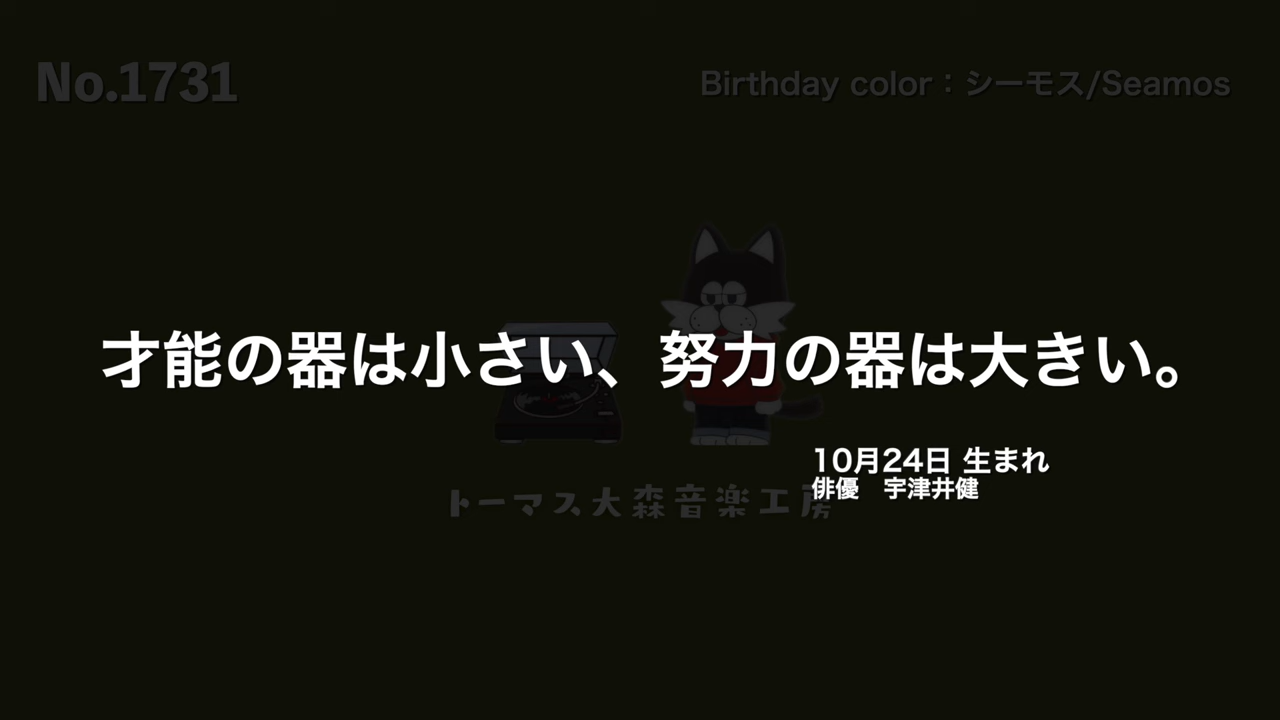 No.1731
Birthday color：シーモス/Seamos
才能の器は小さい、努力の器は大きい。
10月24日 生まれ
俳優　宇津井健
トーマス大森音楽工房